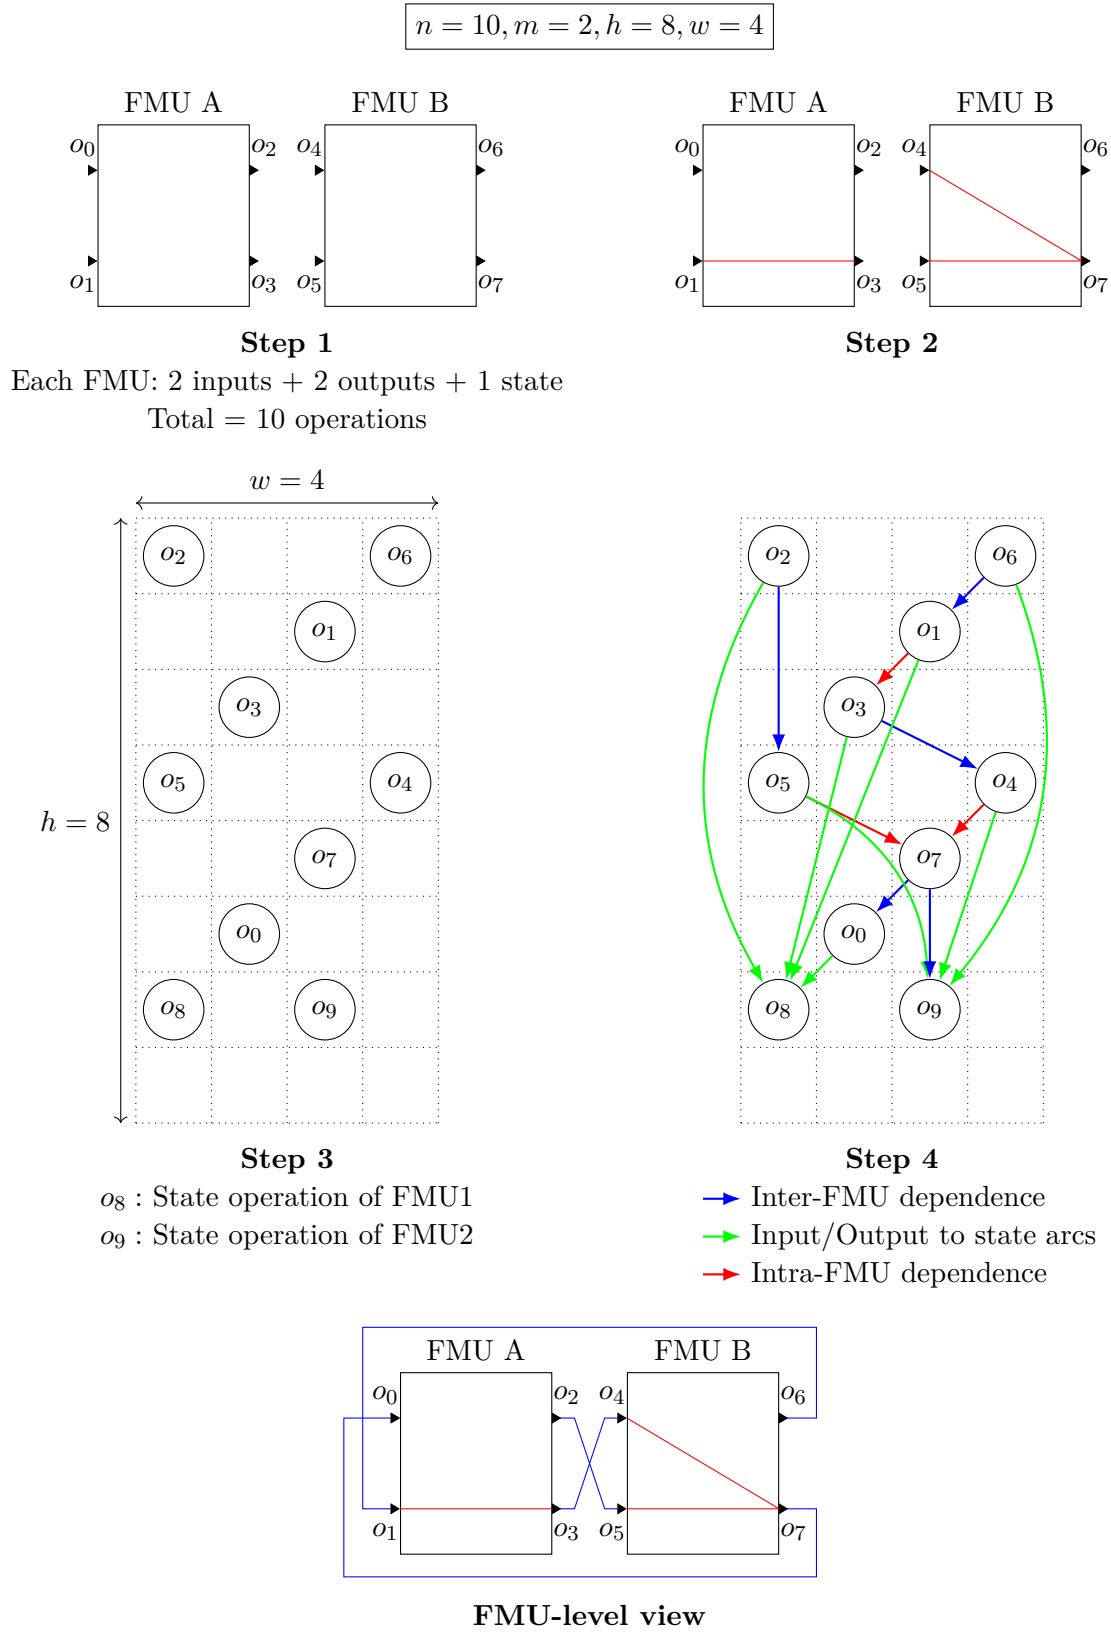 n = 10, m = 2, h = 8, w = 4
FMU A FMU B
o₀ o₂ o₄ o₆
o₁ o₃ o₅ o₇
Step 1
Each FMU: 2 inputs + 2 outputs + 1 state
Total = 10 operations
FMU A FMU B
o₀ o₂ o₄ o₆
o₁ o₃ o₅ o₇
Step 2
w = 4
h = 8
o₂ o₆
o₁
o₃
o₅ o₄
o₇
o₀
o₈ o₉
Step 3
o₈ : State operation of FMU1
o₉ : State operation of FMU2
o₂ o₆
o₁
o₃
o₅ o₄
o₇
o₀
o₈ o₉
Step 4
Inter-FMU dependence
Input/Output to state arcs
Intra-FMU dependence
FMU A FMU B
o₀ o₂ o₄ o₆
o₁ o₃ o₅ o₇
FMU-level view